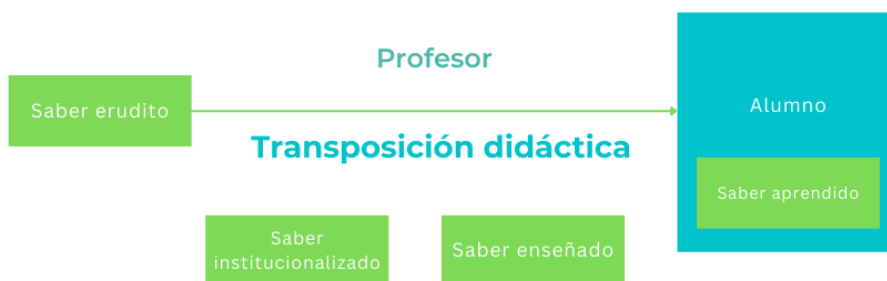 Profesor
Saber erudito
Alumno
Transposición didáctica
Saber aprendido
Saber
institucionalizado
Saber enseñado